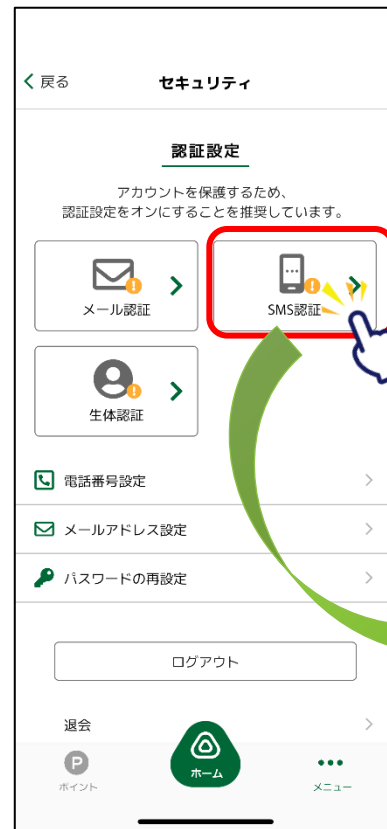 戻る
セキュリティ
認証設定
アカウントを保護するため、
認証設定をオンにすることを推奨しています。
メール認証
SMS認証
生体認証
電話番号設定
メールアドレス設定
パスワードの再設定
ログアウト
退会
P
ポイント
ホーム
メニュー